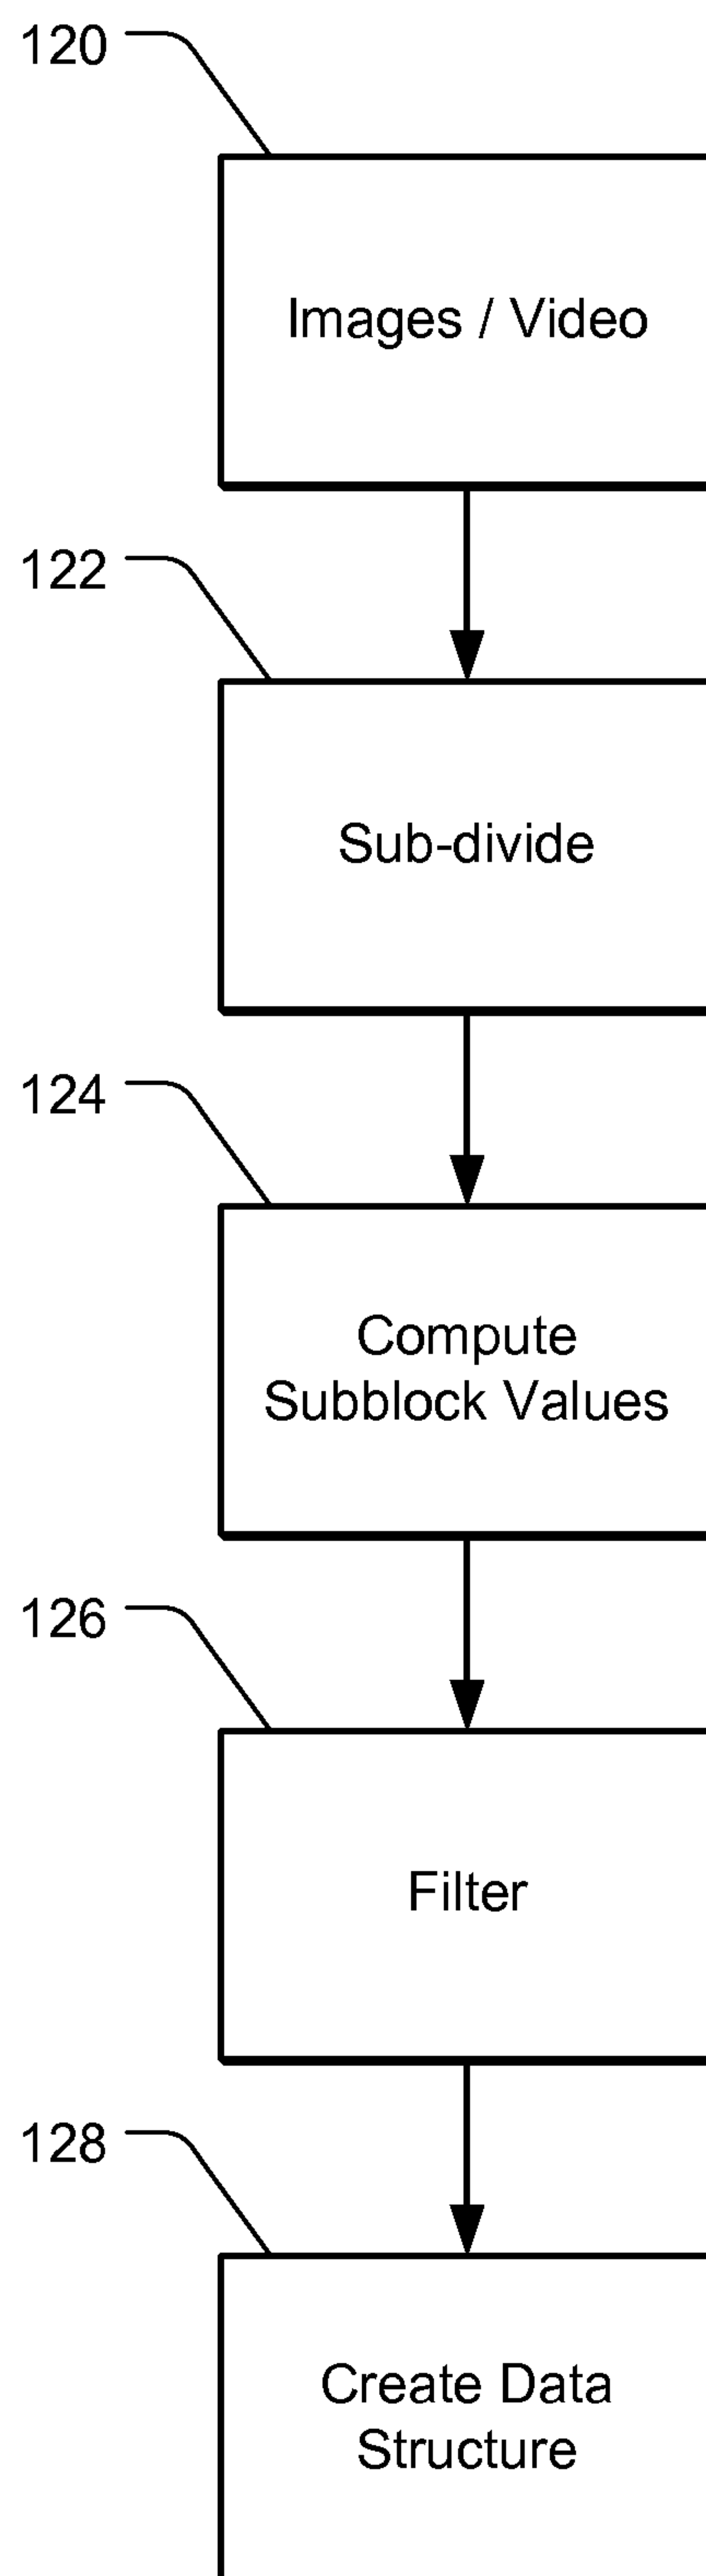 120
Images / Video
122
Sub-divide
124
Compute
Subblock Values
126
Filter
128
Create Data
Structure